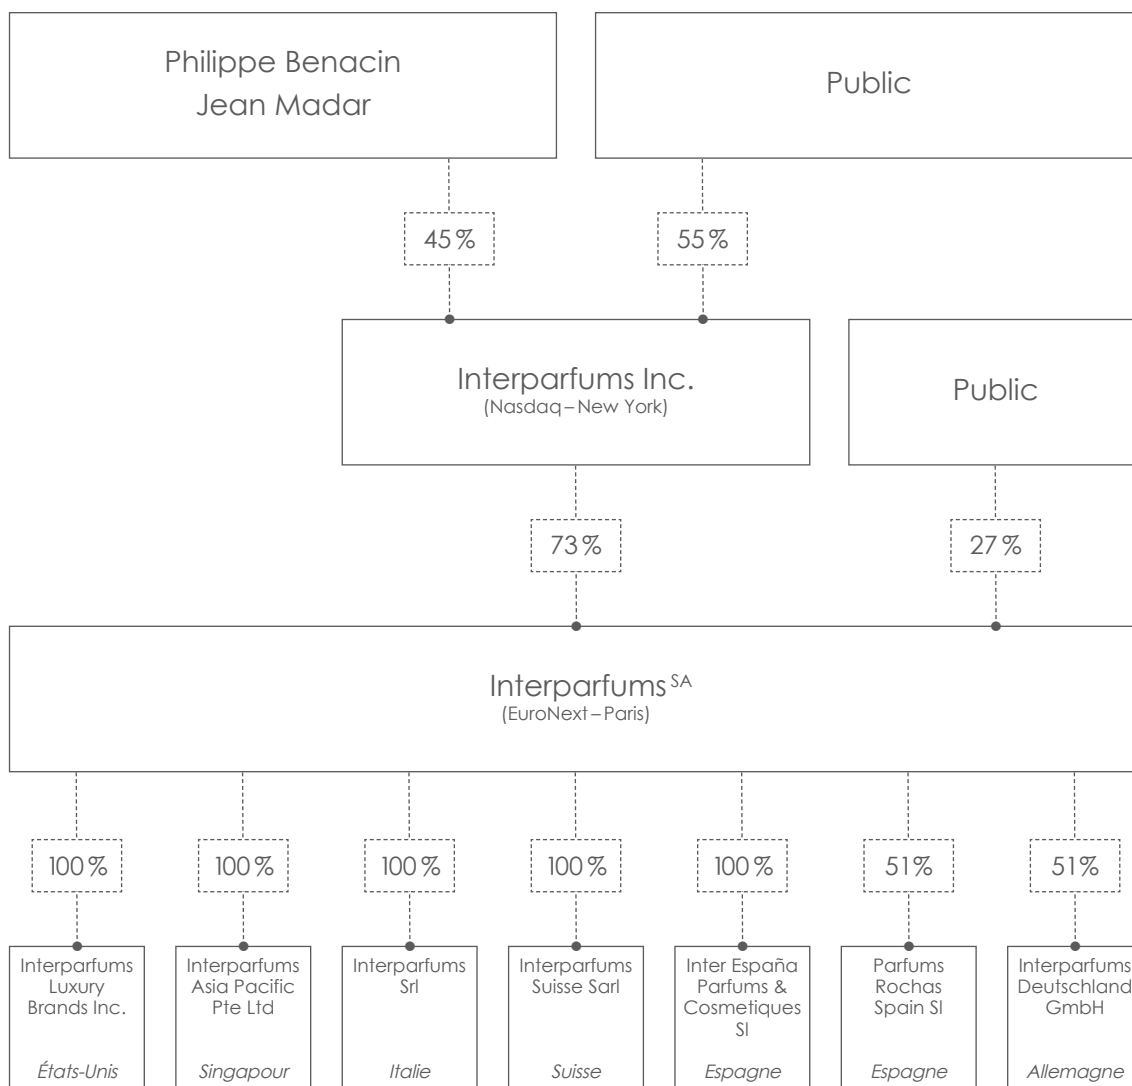 Philippe Benacin
Jean Madar
Public
45 %
55 %
Interparfums Inc.
(Nasdaq – New York)
Public
73 %
27 %
Interparfums SA
(EuroNext – Paris)
100 %
100 %
100 %
100 %
100 %
51 %
51 %
Interparfums
Luxury
Brands Inc.
États-Unis
Interparfums
Asia Pacific
Pte Ltd
Singapour
Interparfums
Srl
Italie
Interparfums
Suisse Sarl
Suisse
Inter España
Parfums &
Cosmetiques
Sl
Espagne
Parfums
Rochas
Spain Sl
Espagne
Interparfums
Deutschland
GmbH
Allemagne